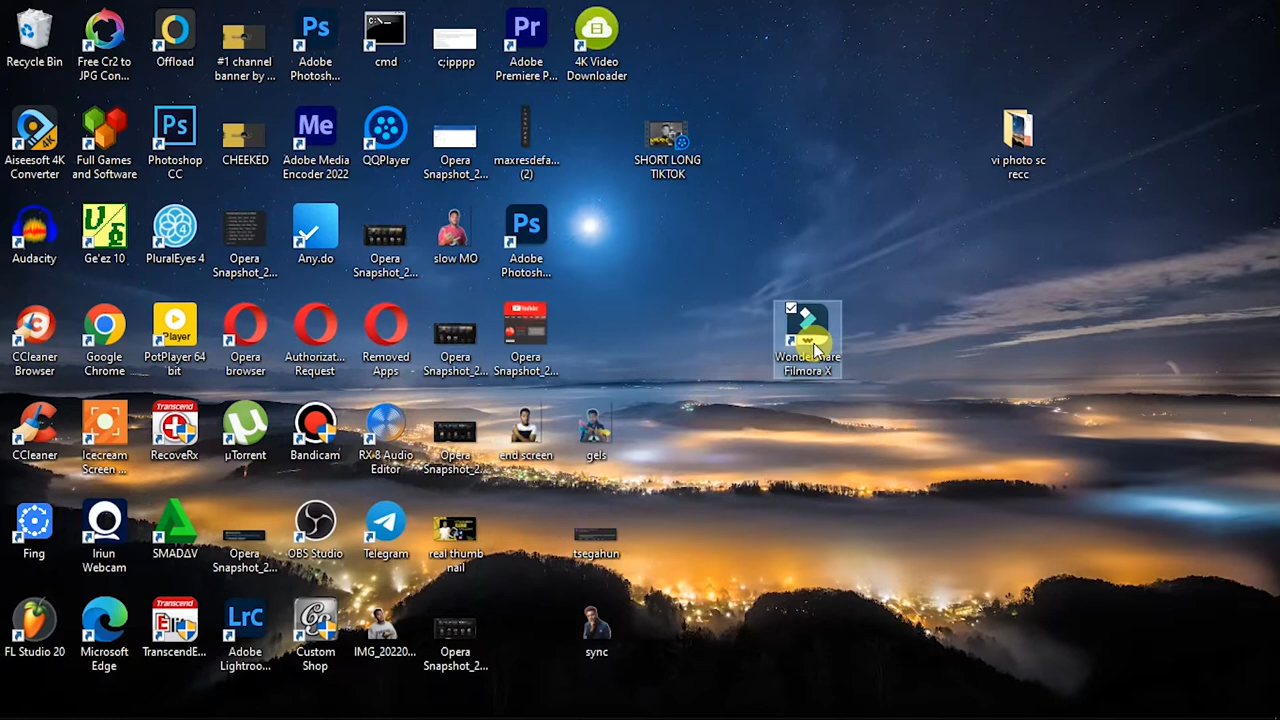 Recycle Bin
Free Cr2 to
JPG Con...
Offload
#1 channel
banner by ...
Adobe
Photosh...
cmd
c;ipppp
Adobe
Premiere P...
4K Video
Downloader
Aiseesoft 4K
Converter
Full Games
and Software
Photoshop
CC
CHEEKED
Adobe Media
Encoder 2022
QQPlayer
Opera
Snapshot_2...
maxresdefa...
(2)
SHORT LONG
TIKTOK
vi photo sc
recc
Audacity
Ge'ez 10
PluralEyes 4
Opera
Snapshot_2...
Any.do
Opera
Snapshot_2...
slow MO
Adobe
Photosh...
CCleaner
Browser
Google
Chrome
PotPlayer 64
bit
Opera
browser
Authorizat...
Request
Removed
Apps
Opera
Snapshot_2...
Opera
Snapshot_2...
Wondershare
Filmora X
CCleaner
Icecream
Screen ...
RecoveRx
µTorrent
Bandicam
RX 8 Audio
Editor
Opera
Snapshot_2...
end screen
gels
Fing
Iriun
Webcam
SMADΔV
Opera
Snapshot_2...
OBS Studio
Telegram
real thumb
nail
tsegahun
FL Studio 20
Microsoft
Edge
TranscendE...
Adobe
Lightroo...
Custom
Shop
IMG_20220...
Opera
Snapshot_2...
sync